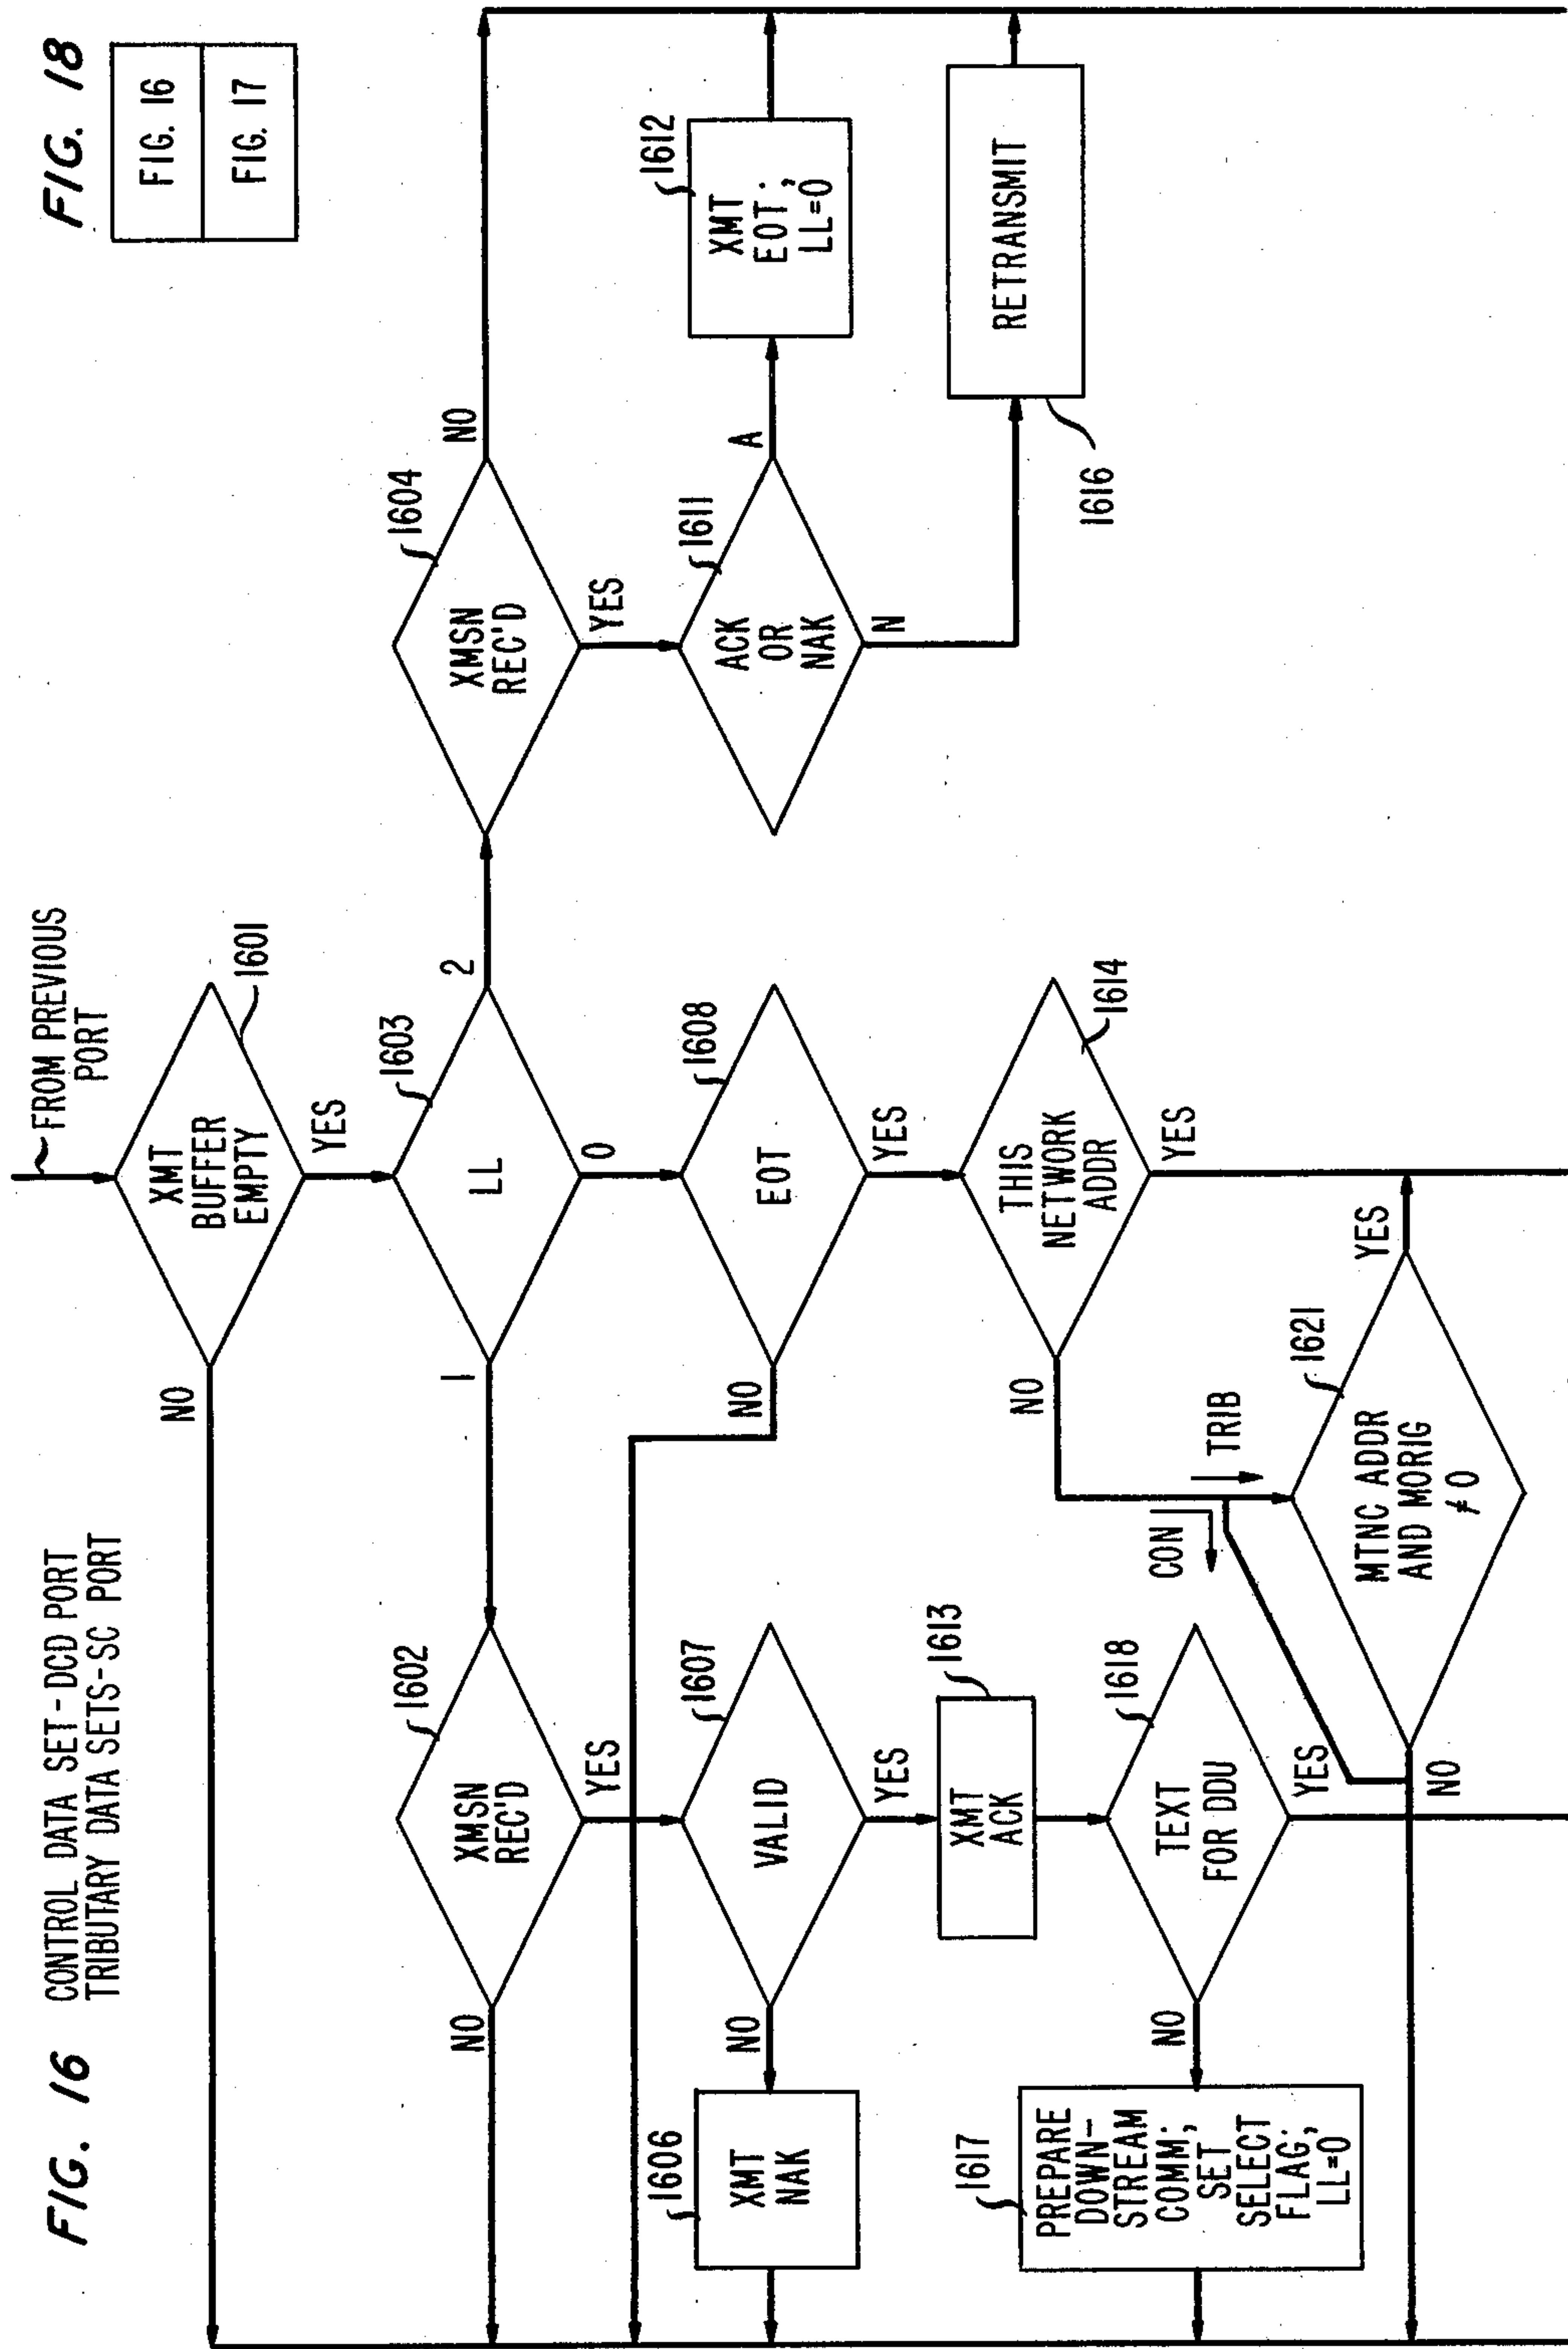 FIG. 16
CONTROL DATA SET-DCD PORT
TRIBUTARY DATA SETS-SC PORT
FIG. 18
FIG. 16
FIG. 17
FROM PREVIOUS
PORT
XMT
BUFFER
EMPTY
1601
NO
YES
LL
1603
1
0
2
XMSN
REC'D
1602
NO
YES
XMSN
REC'D
1604
NO
YES
VALID
1607
NO
YES
XMT
NAK
1606
EOT
1608
NO
YES
ACK
OR
NAK
1611
A
N
XMT
EOT;
LL=0
1612
XMT
ACK
1613
THIS
NETWORK
ADDR
1614
NO
YES
RETRANSMIT
1616
CON
TRIB
TEXT
FOR DDU
1618
NO
YES
PREPARE
DOWN-
STREAM
COMM;
SET
SELECT
FLAG;
LL=0
1617
MTNC ADDR
AND MORIG
≠0
1621
YES
NO